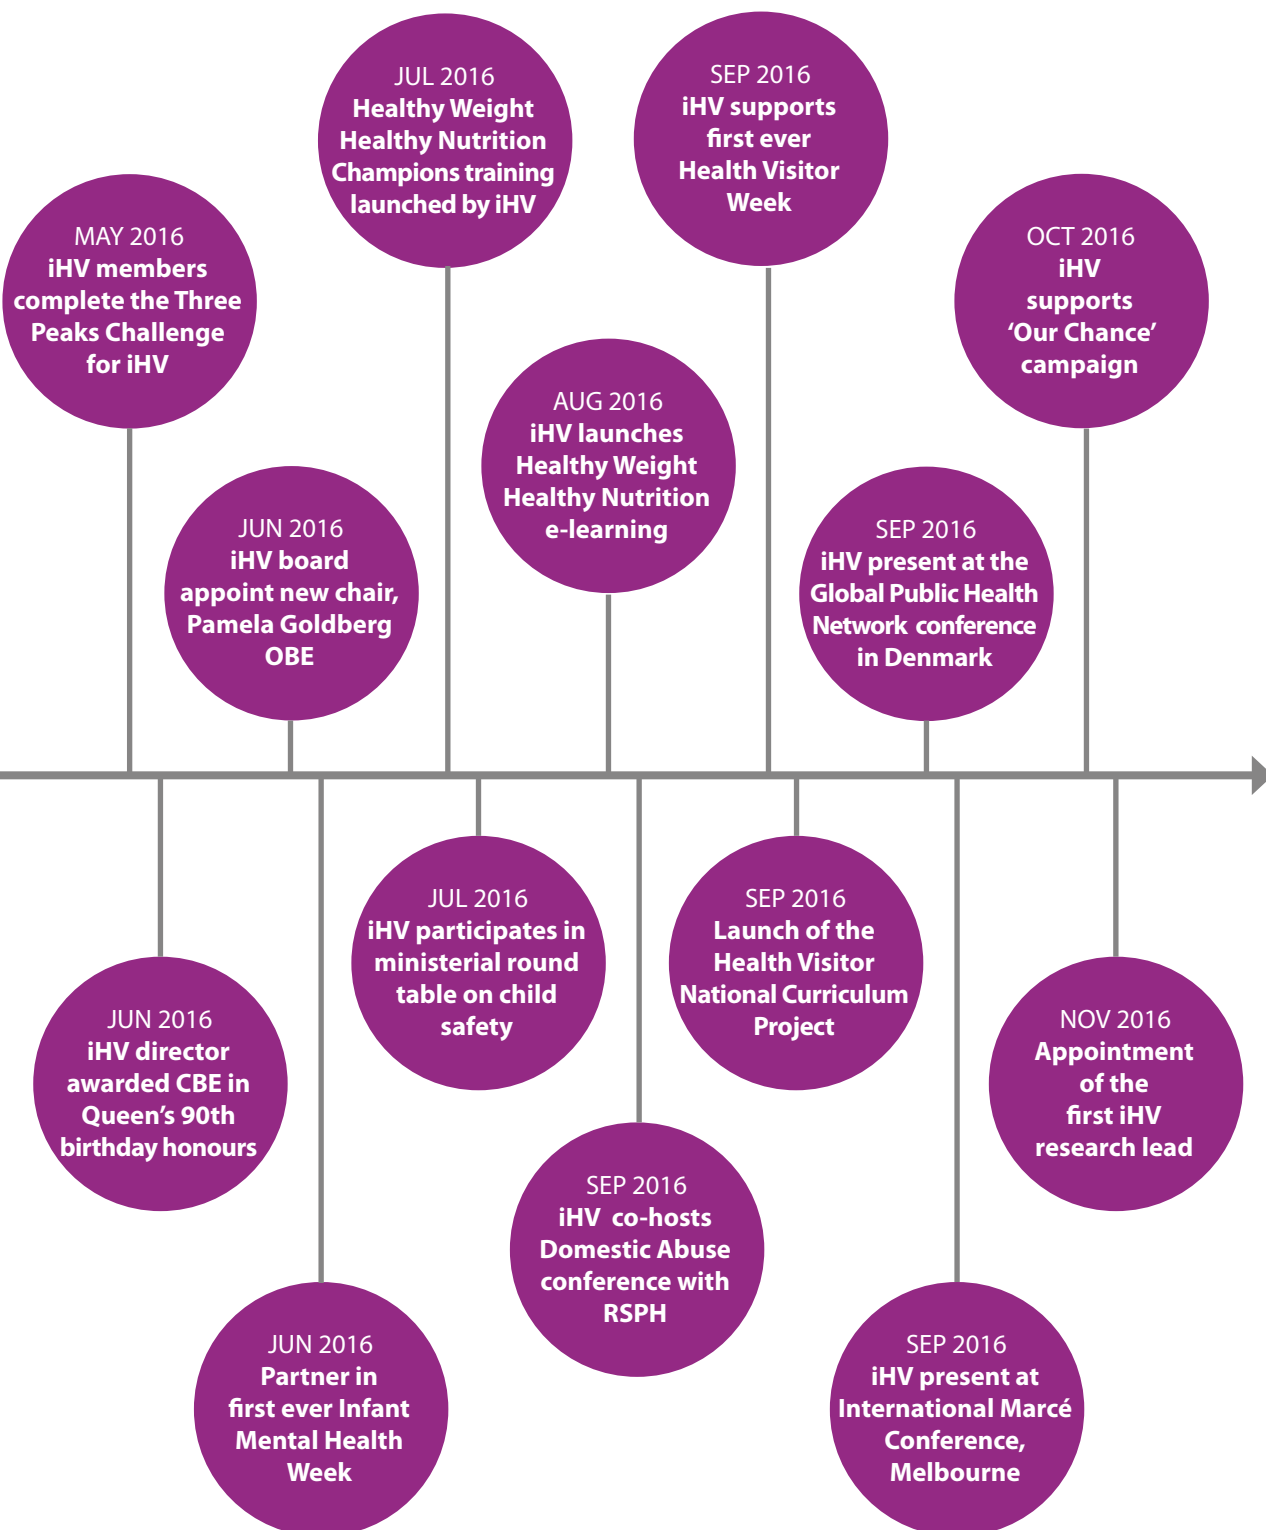 MAY 2016
iHV members
complete the Three
Peaks Challenge
for iHV
JUN 2016
iHV director
awarded CBE in
Queen’s 90th
birthday honours
JUN 2016
iHV board
appoint new chair,
Pamela Goldberg
OBE
JUN 2016
Partner in
first ever Infant
Mental Health
Week
JUL 2016
Healthy Weight
Healthy Nutrition
Champions training
launched by iHV
JUL 2016
iHV participates in
ministerial round
table on child
safety
AUG 2016
iHV launches
Healthy Weight
Healthy Nutrition
e-learning
SEP 2016
iHV co-hosts
Domestic Abuse
conference with
RSPH
SEP 2016
iHV supports
first ever
Health Visitor
Week
SEP 2016
Launch of the
Health Visitor
National Curriculum
Project
SEP 2016
iHV present at the
Global Public Health
Network conference
in Denmark
SEP 2016
iHV present at
International Marcé
Conference,
Melbourne
OCT 2016
iHV
supports
‘Our Chance’
campaign
NOV 2016
Appointment
of the
first iHV
research lead